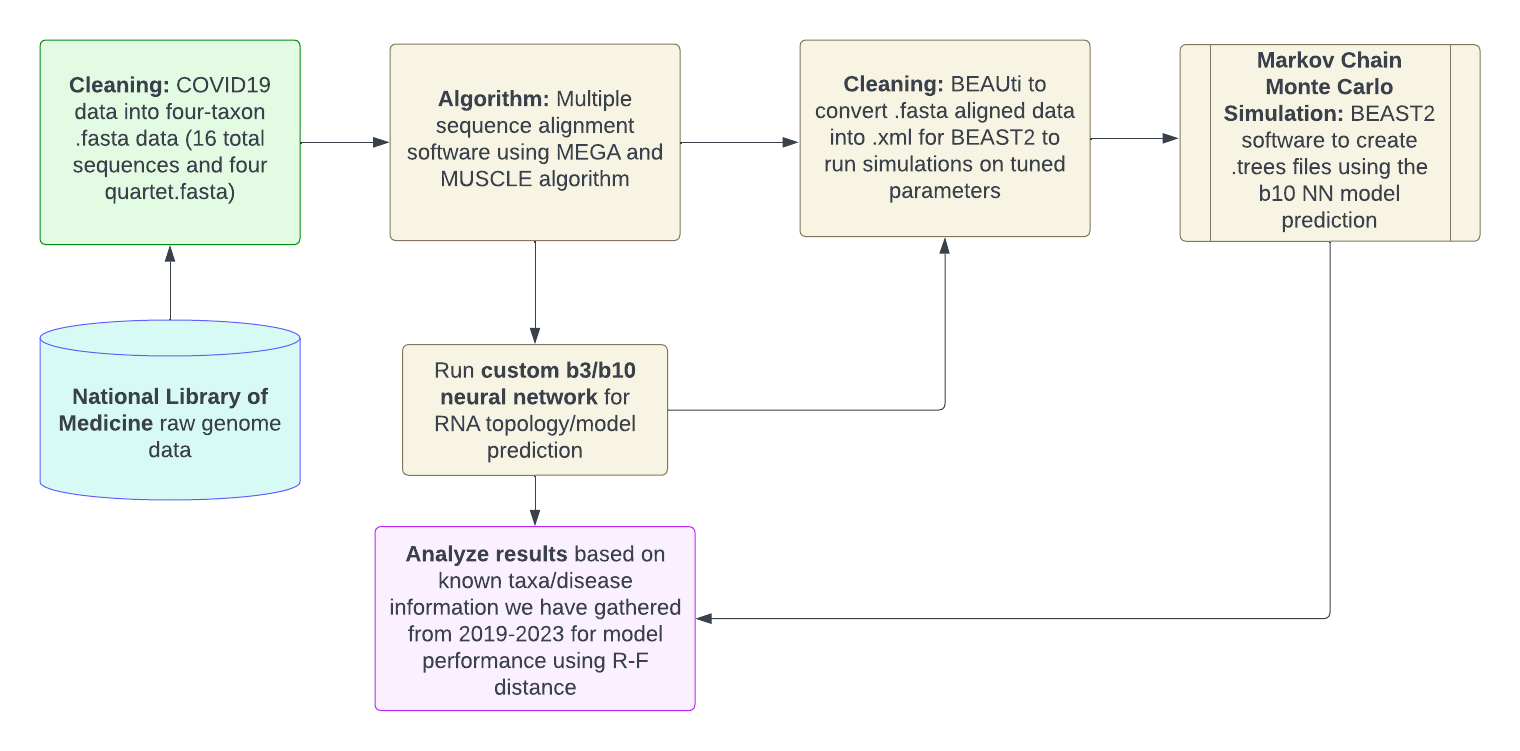 Cleaning: COVID19
data into four-taxon
.fasta data (16 total
sequences and four
quartet.fasta)
Algorithm: Multiple
sequence alignment
software using MEGA and
MUSCLE algorithm
Cleaning: BEAUti to
convert .fasta aligned data
into .xml for BEAST2 to
run simulations on tuned
parameters
Markov Chain
Monte Carlo
Simulation: BEAST2
software to create
.trees files using the
b10 NN model
prediction
National Library of
Medicine raw genome
data
Run custom b3/b10
neural network for
RNA topology/model
prediction
Analyze results based on
known taxa/disease
information we have gathered
from 2019-2023 for model
performance using R-F
distance